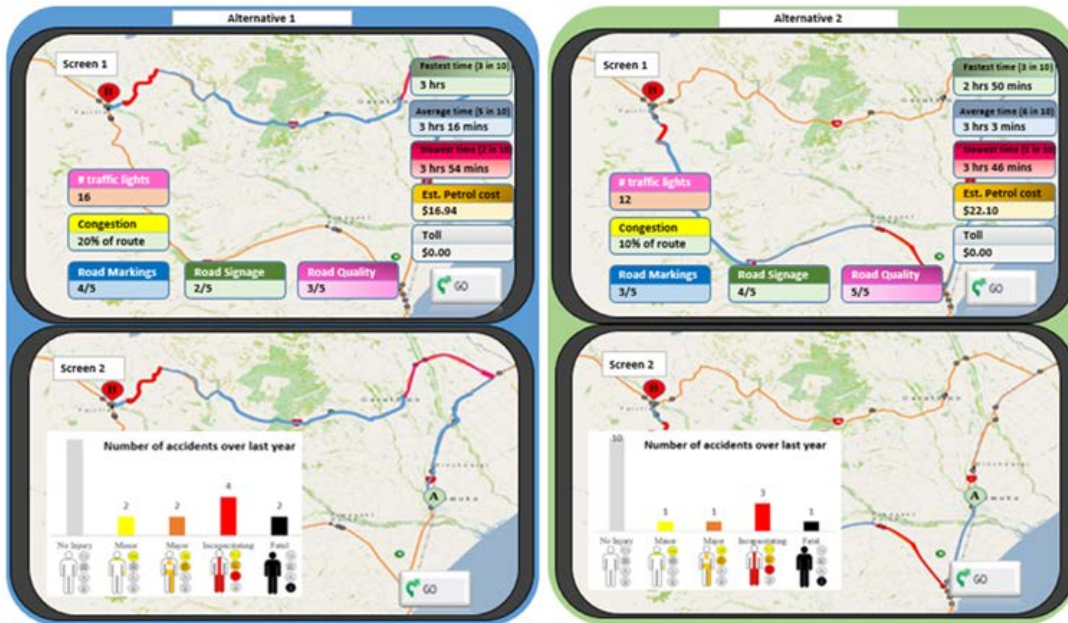 Alternative 1
Screen 1
Fastest time (3 in 10)
3 hrs
Average time (5 in 10)
3 hrs 16 mins
Slowest time (2 in 10)
3 hrs 54 mins
# traffic lights
16
Est. Petrol cost
$16.94
Congestion
20% of route
Toll
$0.00
Road Markings
4/5
Road Signage
2/5
Road Quality
3/5
GO
B
Screen 2
B
Number of accidents over last year
2
2
4
2
No Injury
Minor
Major
Incapacitating
Fatal
A
GO
Alternative 2
Screen 1
Fastest time (3 in 10)
2 hrs 50 mins
Average time (6 in 10)
3 hrs 3 mins
Slowest time (1 in 10)
3 hrs 46 mins
# traffic lights
12
Est. Petrol cost
$22.10
Congestion
10% of route
Toll
$0.00
Road Markings
3/5
Road Signage
4/5
Road Quality
5/5
GO
B
Screen 2
B
Number of accidents over last year
10
1
1
3
1
No Injury
Minor
Major
Incapacitating
Fatal
A
GO